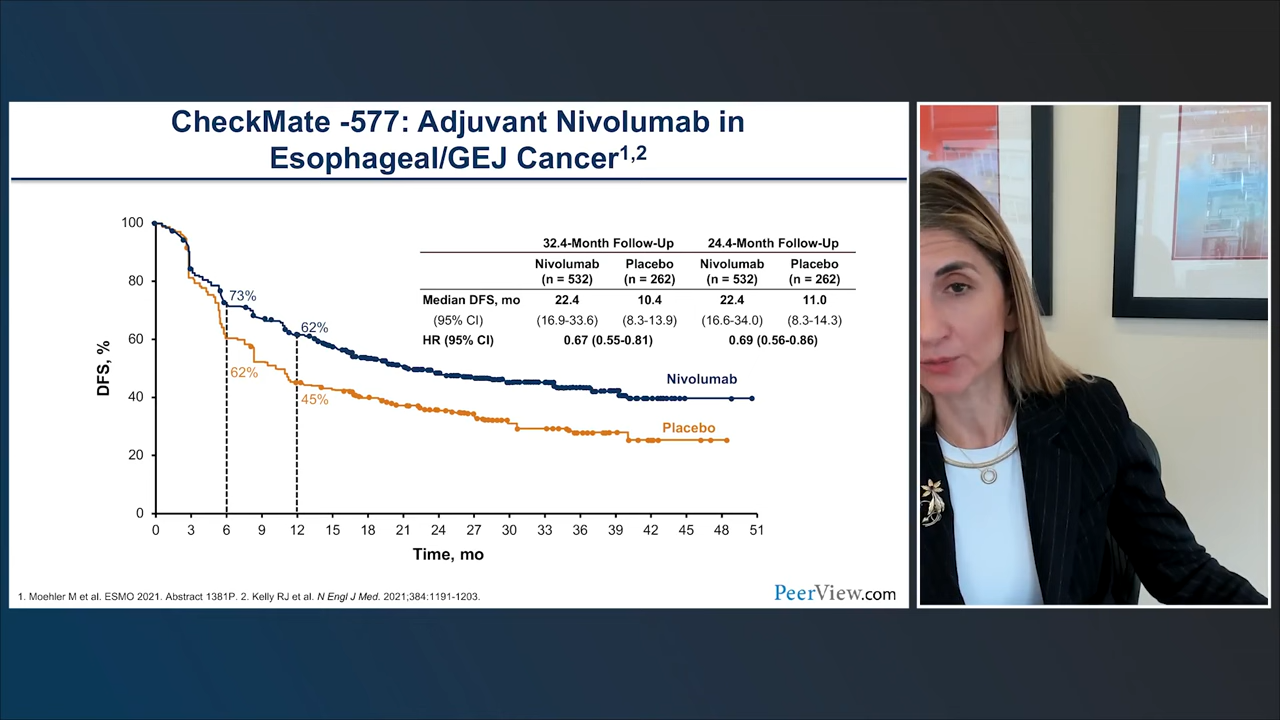 CheckMate -577: Adjuvant Nivolumab in
Esophageal/GEJ Cancer1,2
32.4-Month Follow-Up 24.4-Month Follow-Up
Nivolumab (n = 532) Placebo (n = 262) Nivolumab (n = 532) Placebo (n = 262)
Median DFS, mo 22.4 10.4 22.4 11.0
(95% CI) (16.9-33.6) (8.3-13.9) (16.6-34.0) (8.3-14.3)
HR (95% CI) 0.67 (0.55-0.81) 0.69 (0.56-0.86)
DFS, %
100
80
60
40
20
0
73%
62%
62%
45%
Nivolumab
Placebo
0 3 6 9 12 15 18 21 24 27 30 33 36 39 42 45 48 51
Time, mo
1. Moehler M et al. ESMO 2021. Abstract 1381P. 2. Kelly RJ et al. N Engl J Med. 2021;384:1191-1203.
PeerView.com